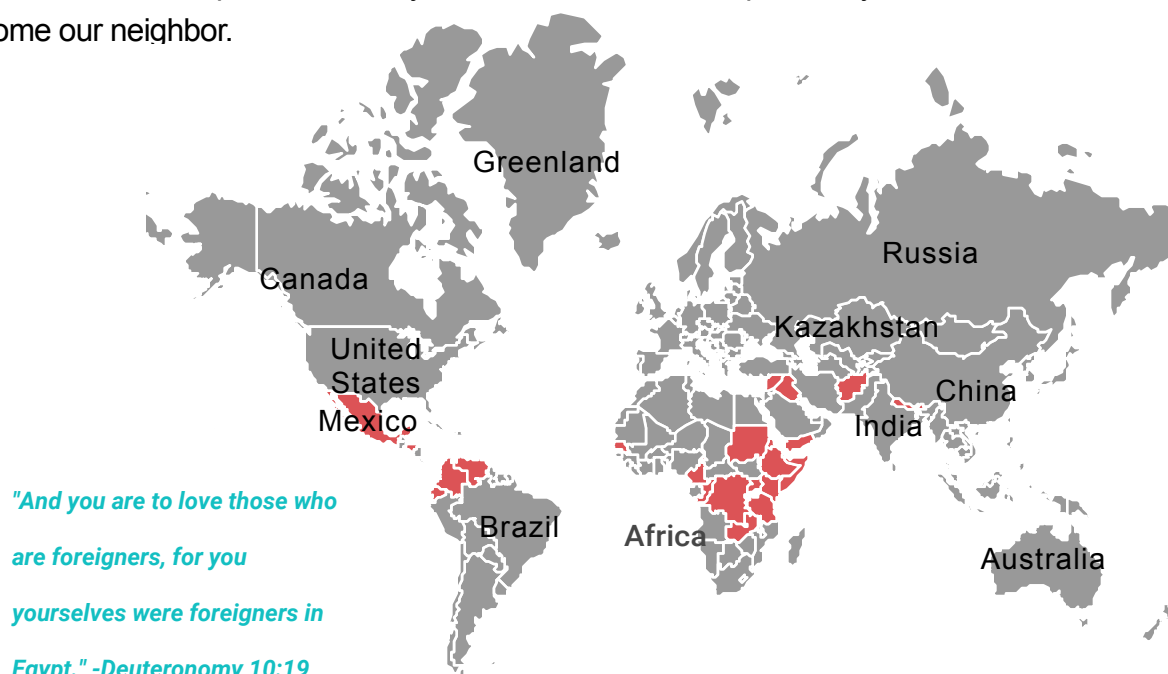 ome our neighbor.
Greenland
Russia
Canada
Kazakhstan
United
States
China
Mexico
India
"And you are to love those who
are foreigners, for you
yourselves were foreigners in
Egypt." -Deuteronomy 10:19
Brazil
Africa
Australia